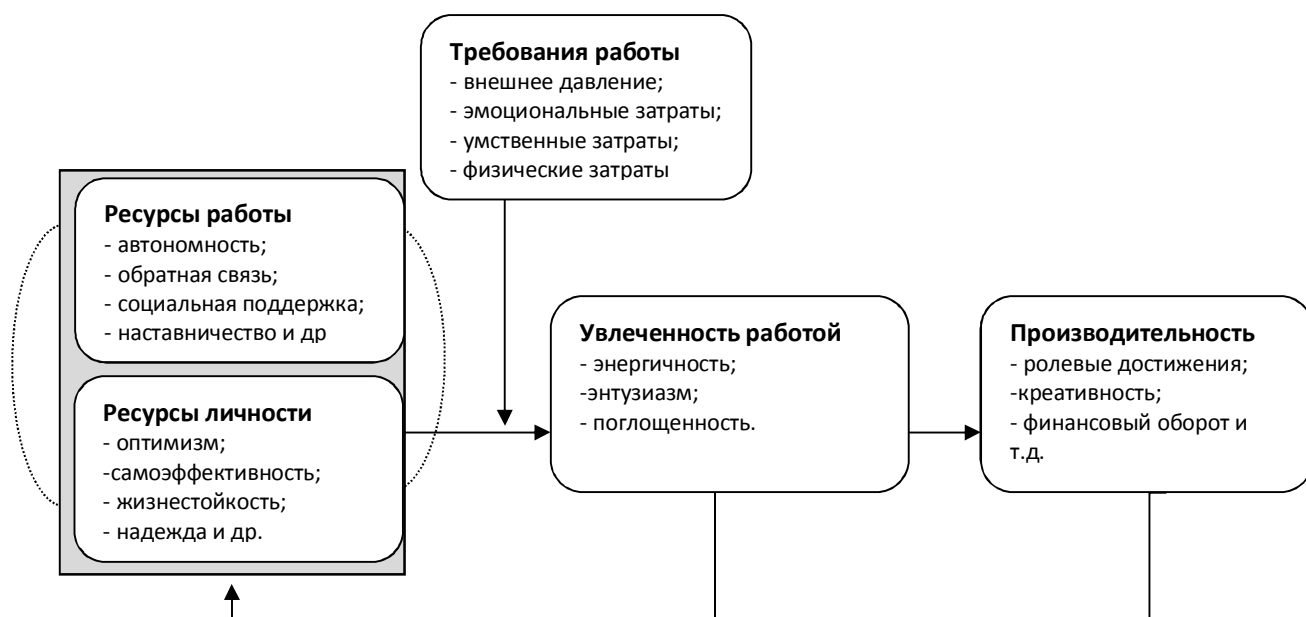 Требования работы
- внешнее давление;
- эмоциональные затраты;
- умственные затраты;
- физические затраты
Ресурсы работы
- автономность;
- обратная связь;
- социальная поддержка;
- наставничество и др
Ресурсы личности
- оптимизм;
-самоэффективность;
- жизнестойкость;
- надежда и др.
Увлеченность работой
- энергичность;
-энтузиазм;
- поглощенность.
Производительность
- ролевые достижения;
-креативность;
- финансовый оборот и
т.д.